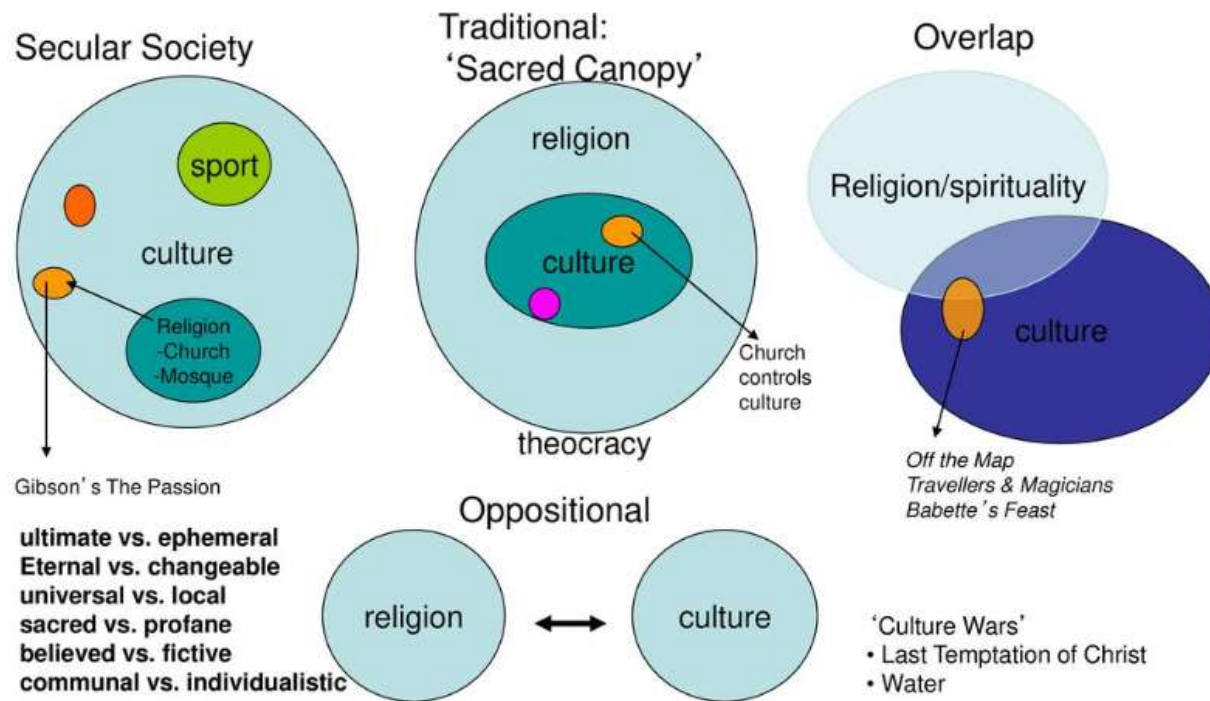 Secular Society
sport
culture
Religion
-Church
-Mosque
Gibson's The Passion
Traditional:
'Sacred Canopy'
religion
culture
Church
controls
culture
theocracy
Overlap
Religion/spirituality
culture
Off the Map
Travellers & Magicians
Babette's Feast
ultimate vs. ephemeral
Eternal vs. changeable
universal vs. local
sacred vs. profane
believed vs. fictive
communal vs. individualistic
Oppositional
religion
culture
'Culture Wars'
• Last Temptation of Christ
• Water